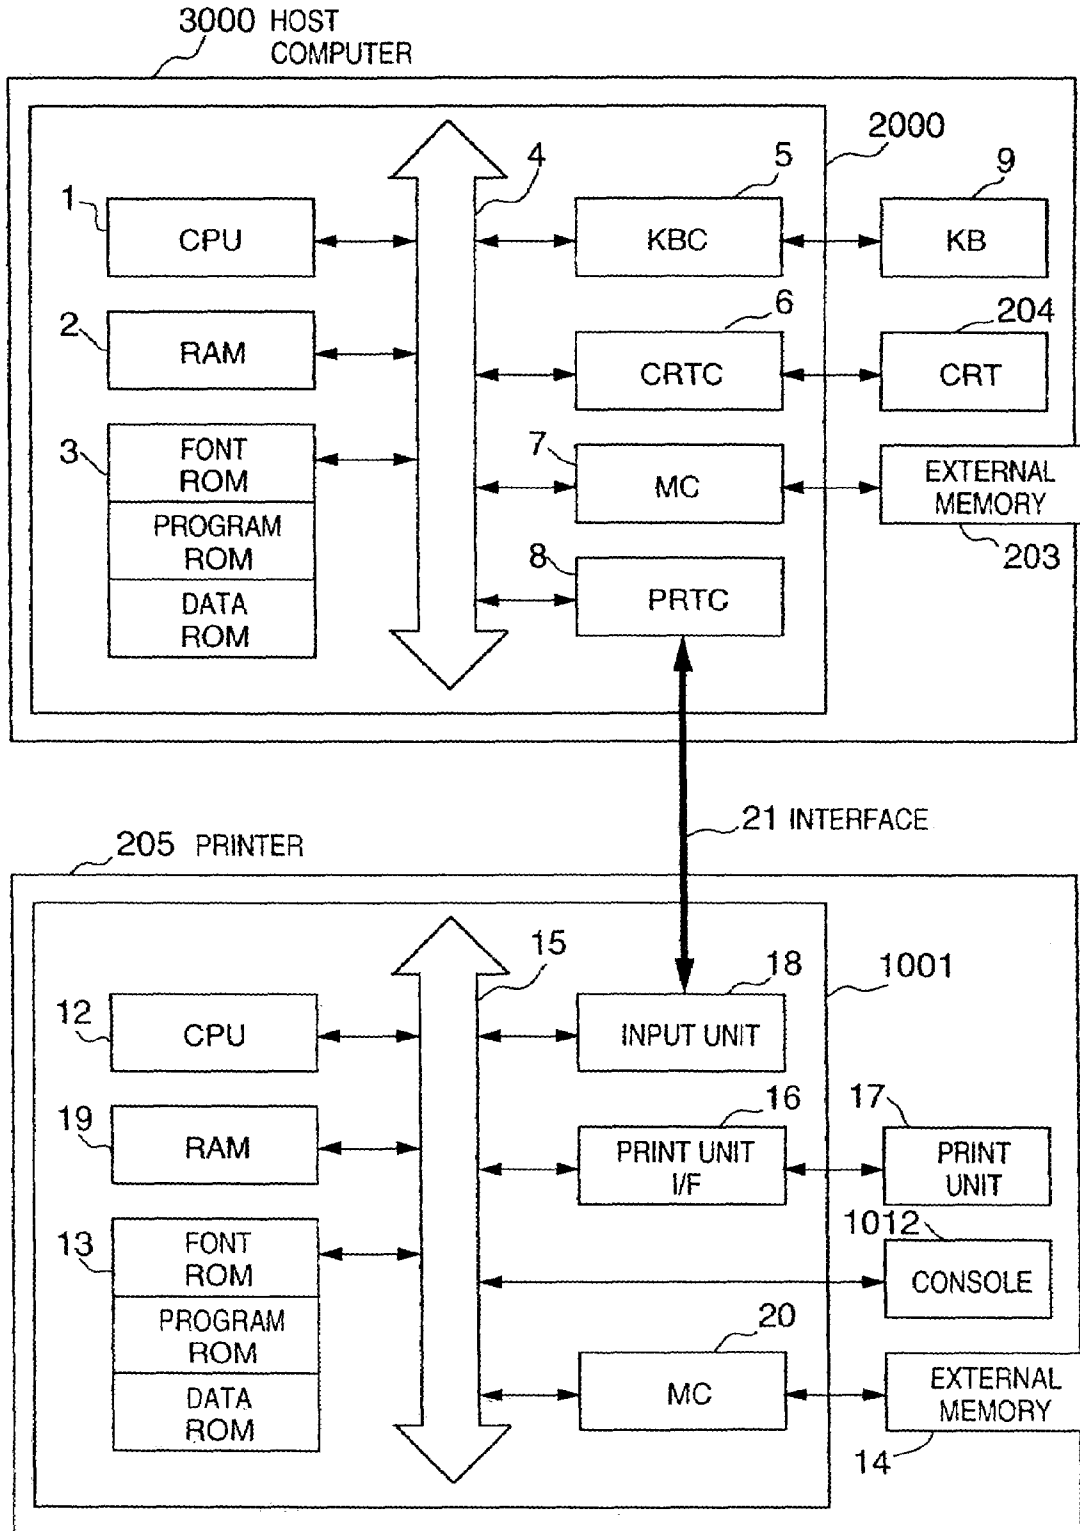 3000 HOST
COMPUTER
2000
4
5
9
1
CPU
KBC
KB
6
204
2
RAM
CRTC
CRT
3
FONT
ROM
7
MC
EXTERNAL
MEMORY
PROGRAM
ROM
203
8
DATA
ROM
PRTC
21 INTERFACE
205 PRINTER
15
18
1001
12
CPU
INPUT UNIT
16
17
19
RAM
PRINT UNIT
I/F
PRINT
UNIT
1012
13
FONT
ROM
CONSOLE
PROGRAM
ROM
20
DATA
ROM
MC
EXTERNAL
MEMORY
14